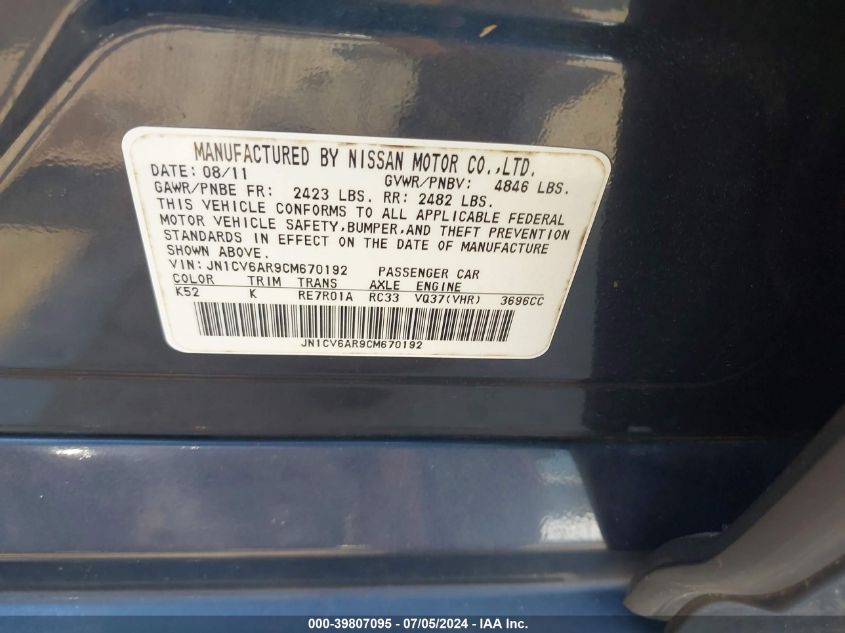 MANUFACTURED BY NISSAN MOTOR CO.,LTD.
DATE: 08/11 GVWR/PNBV: 4846 LBS.
GAWR/PNBE FR: 2423 LBS. RR: 2482 LBS.
THIS VEHICLE CONFORMS TO ALL APPLICABLE FEDERAL
MOTOR VEHICLE SAFETY,BUMPER,AND THEFT PREVENTION
STANDARDS IN EFFECT ON THE DATE OF MANUFACTURE
SHOWN ABOVE.
VIN: JN1CV6AR9CM670192 PASSENGER CAR
COLOR TRIM TRANS AXLE ENGINE
K52 K RE7R01A RC33 VQ37(VHR) 3696CC
JN1CV6AR9CM670192
000-39807095 - 07/05/2024 - IAA Inc.